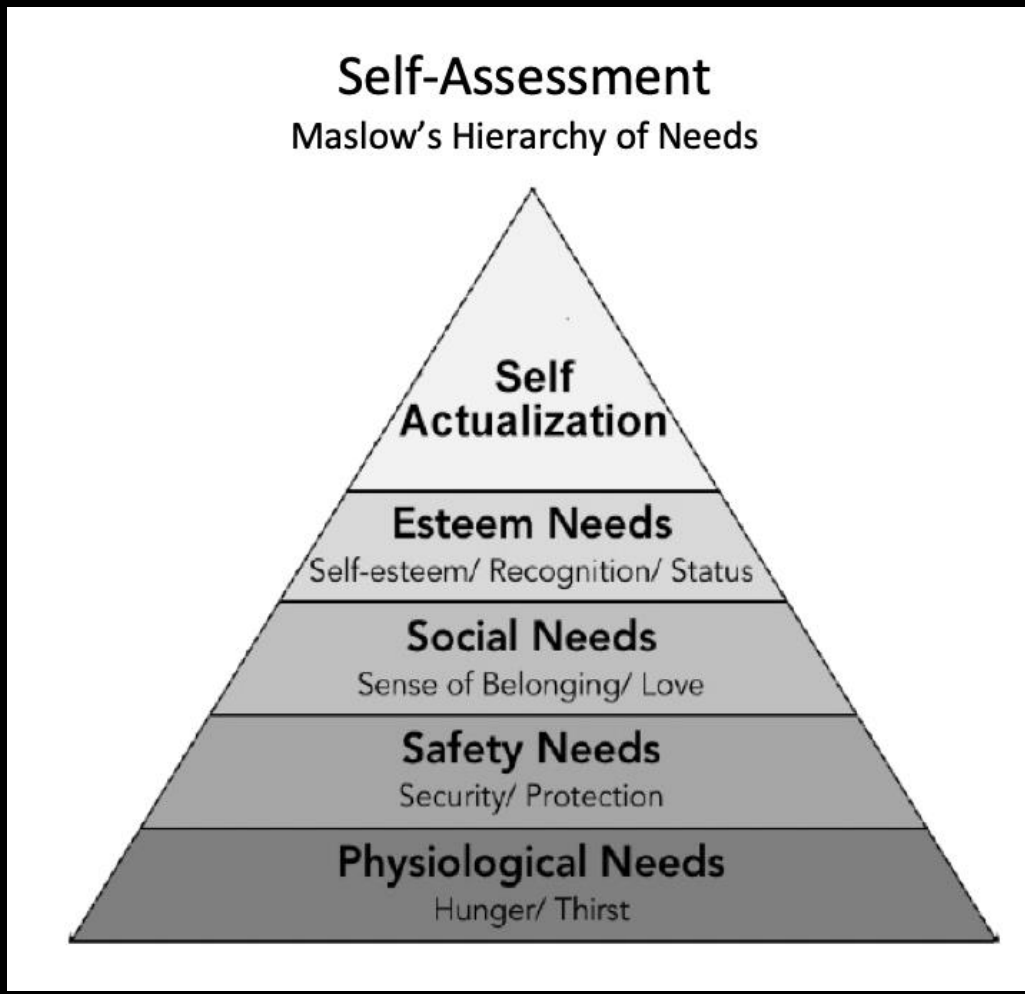 Self-Assessment
Maslow’s Hierarchy of Needs
Self
Actualization
Esteem Needs
Self-esteem/ Recognition/ Status
Social Needs
Sense of Belonging/ Love
Safety Needs
Security/ Protection
Physiological Needs
Hunger/ Thirst